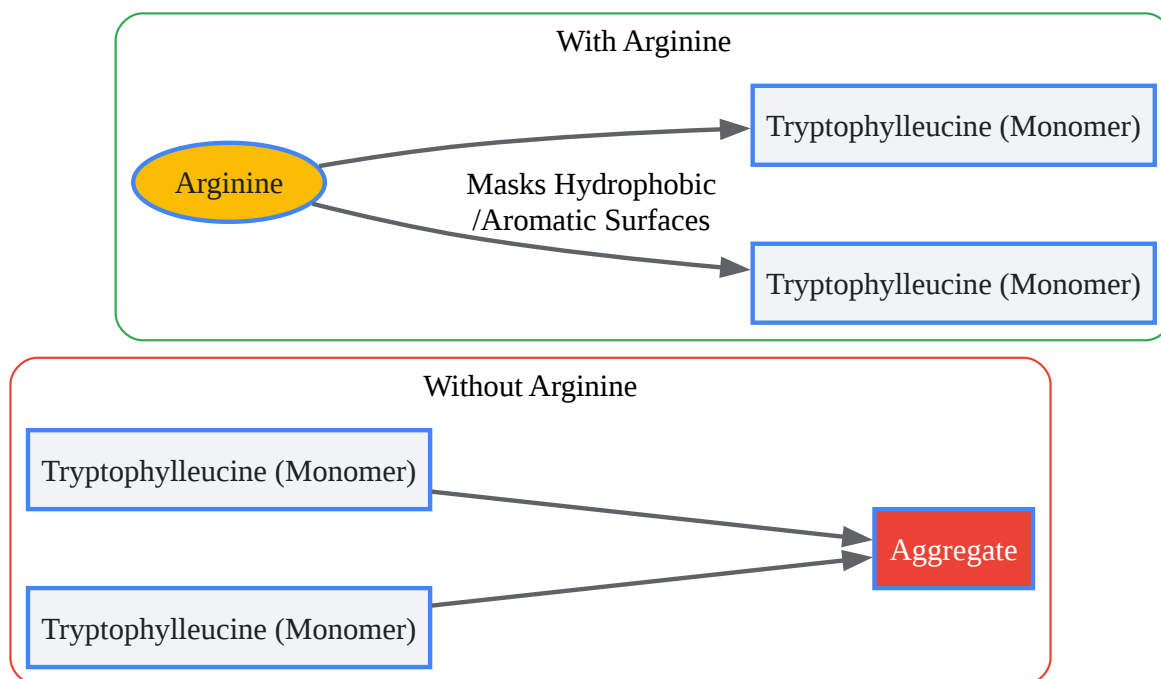 With Arginine
Tryptophylleucine (Monomer)
Arginine
Masks Hydrophobic
/Aromatic Surfaces
Tryptophylleucine (Monomer)
Without Arginine
Tryptophylleucine (Monomer)
Aggregate
Tryptophylleucine (Monomer)